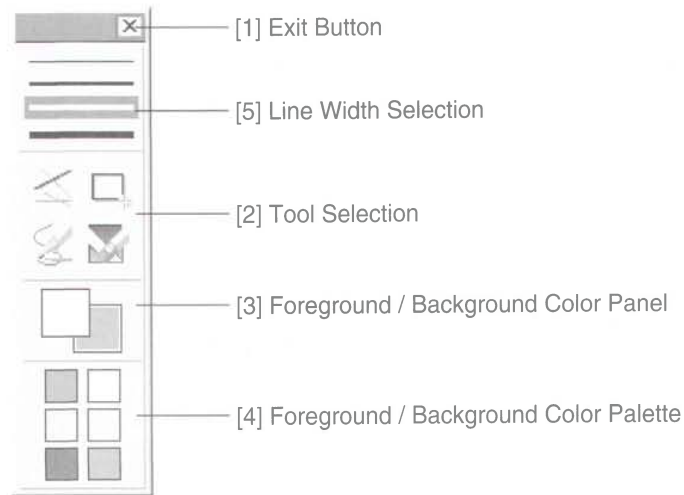 [1] Exit Button
[5] Line Width Selection
[2] Tool Selection
[3] Foreground / Background Color Panel
[4] Foreground / Background Color Palette